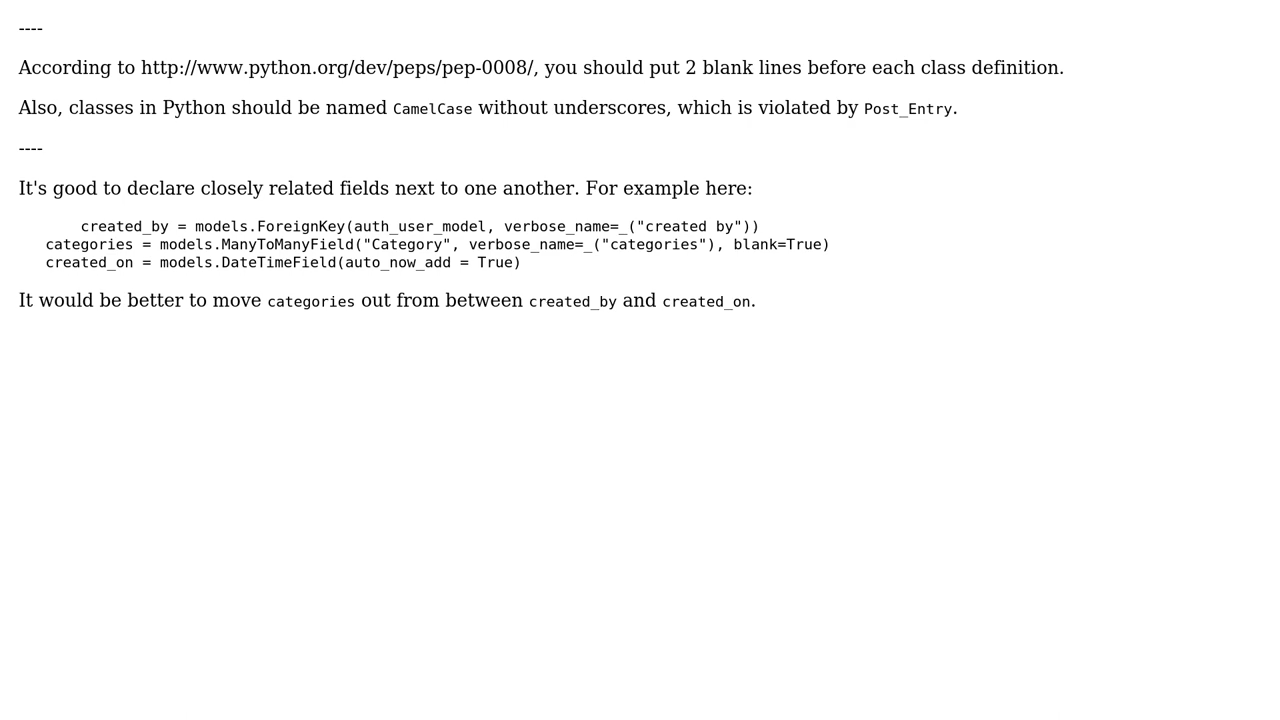 ----
According to http://www.python.org/dev/peps/pep-0008/, you should put 2 blank lines before each class definition.
Also, classes in Python should be named CamelCase without underscores, which is violated by Post_Entry.
----
It's good to declare closely related fields next to one another. For example here:
    created_by = models.ForeignKey(auth_user_model, verbose_name=_("created by"))
categories = models.ManyToManyField("Category", verbose_name=_("categories"), blank=True)
created_on = models.DateTimeField(auto_now_add = True)
It would be better to move categories out from between created_by and created_on.